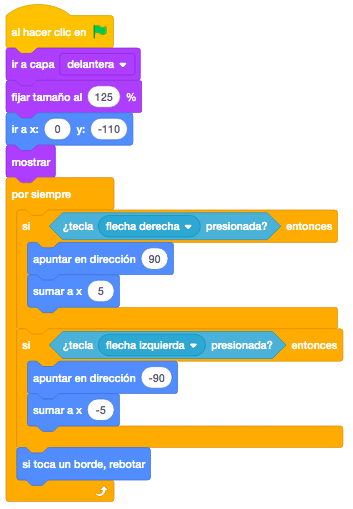 al hacer clic en
ir a capa delantera
fijar tamaño al 125 %
ir a x: 0 y: -110
mostrar
por siempre
si ¿tecla flecha derecha presionada? entonces
apuntar en dirección 90
sumar a x 5
si ¿tecla flecha izquierda presionada? entonces
apuntar en dirección -90
sumar a x -5
si toca un borde, rebotar